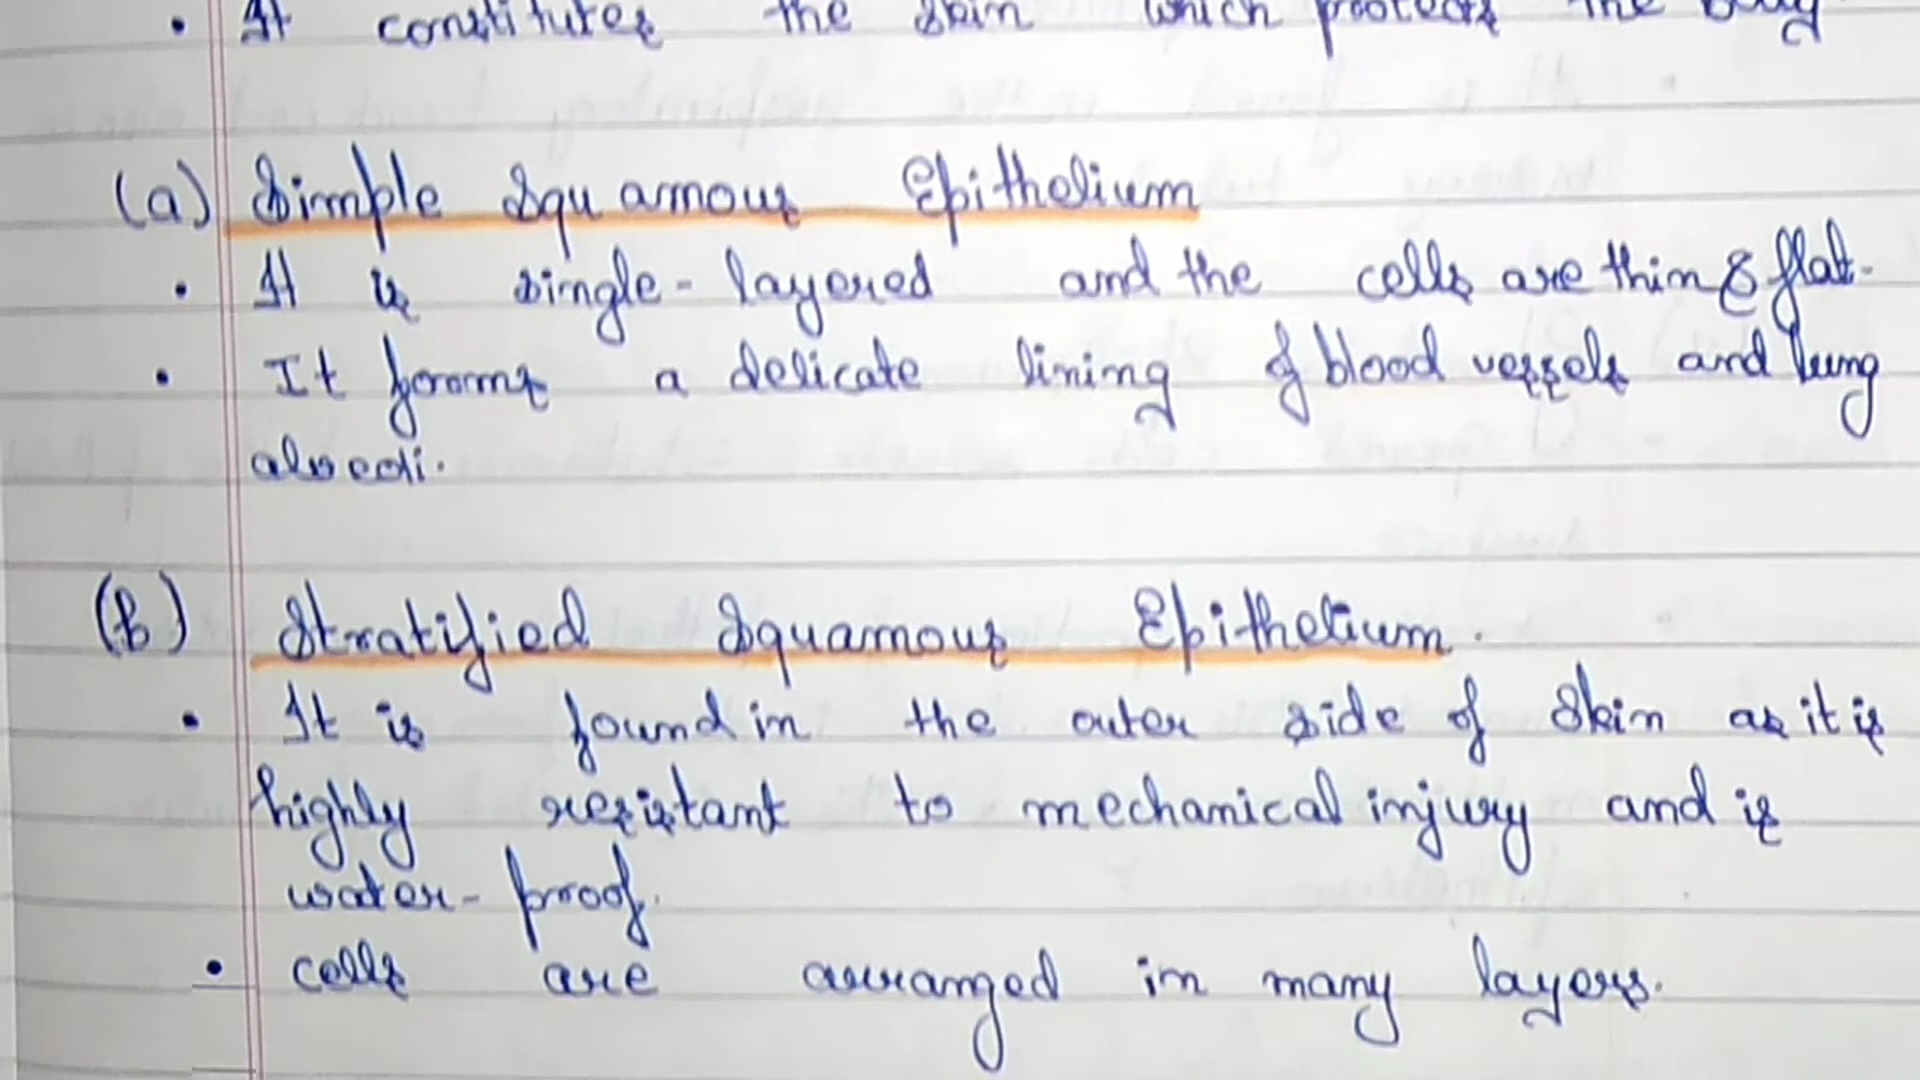 • It constitutes the skin which protects the body
(a) Simple Squamous Epithelium
• It is single-layered and the cells are thin & flat.
• It forms a delicate lining of blood vessels and lung
alveoli.
(b) Stratified Squamous Epithelium.
• It is found in the outer side of skin as it is
highly resistant to mechanical injury and is
water-proof.
• cells are arranged in many layers.